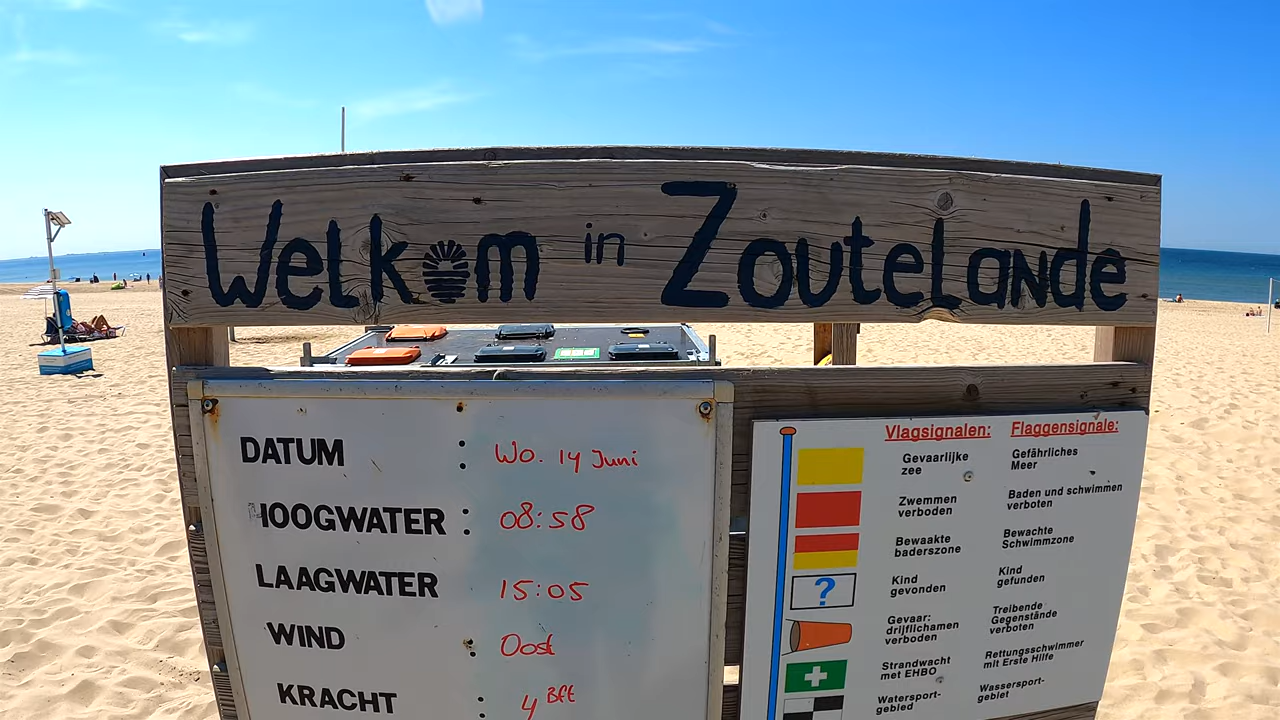 Welkom in Zoutelande
DATUM : Wo. 14 Juni
HOOGWATER : 08:58
LAAGWATER : 15:05
WIND : Oost
KRACHT : 4 Bft
Vlagsignalen: Flaggensignale:
Gevaarlijke zee
Gefährliches Meer
Zwemmen verboden
Baden und schwimmen verboten
Bewaakte baderszone
Bewachte Schwimmzone
?
Kind gevonden
Kind gefunden
Gevaar: drijflichamen verboden
Treibende Gegenstände verboten
Strandwacht met EHBO
Rettungsschwimmer mit Erste Hilfe
Watersport-gebied
Wassersport-gebiet